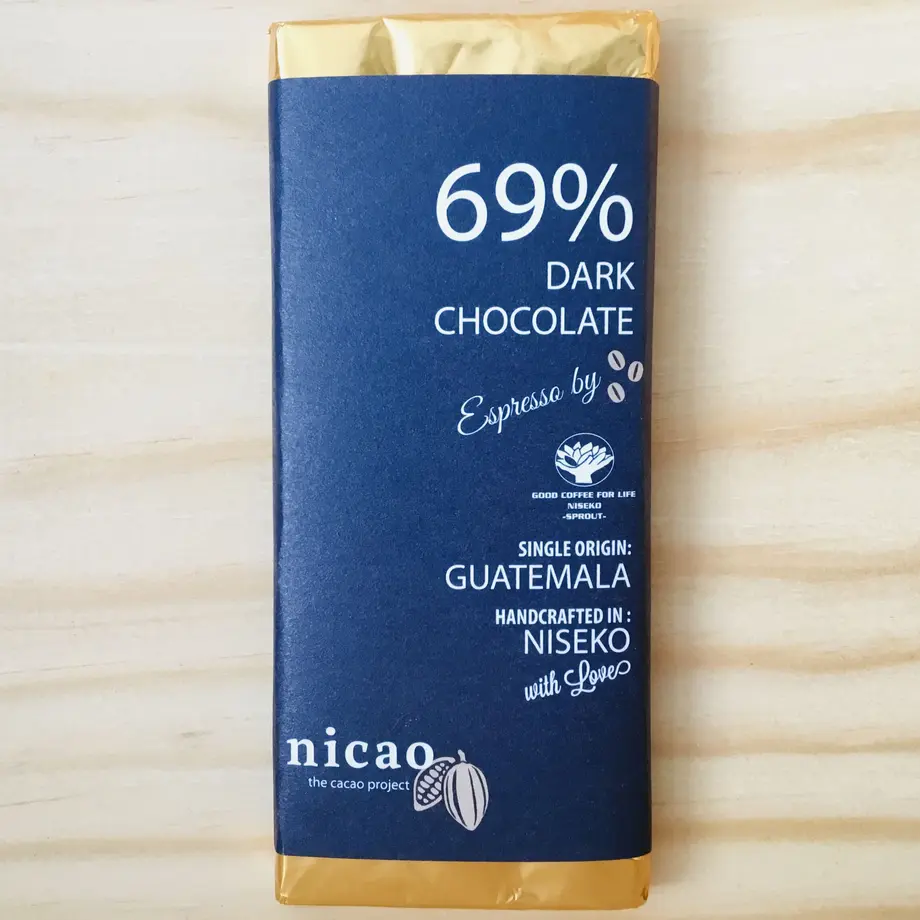 69%
DARK
CHOCOLATE
Espresso by
GOOD COFFEE FOR LIFE
NISEKO
-SPROUT-
SINGLE ORIGIN:
GUATEMALA
HANDCRAFTED IN :
NISEKO
with Love
nicao
the cacao project